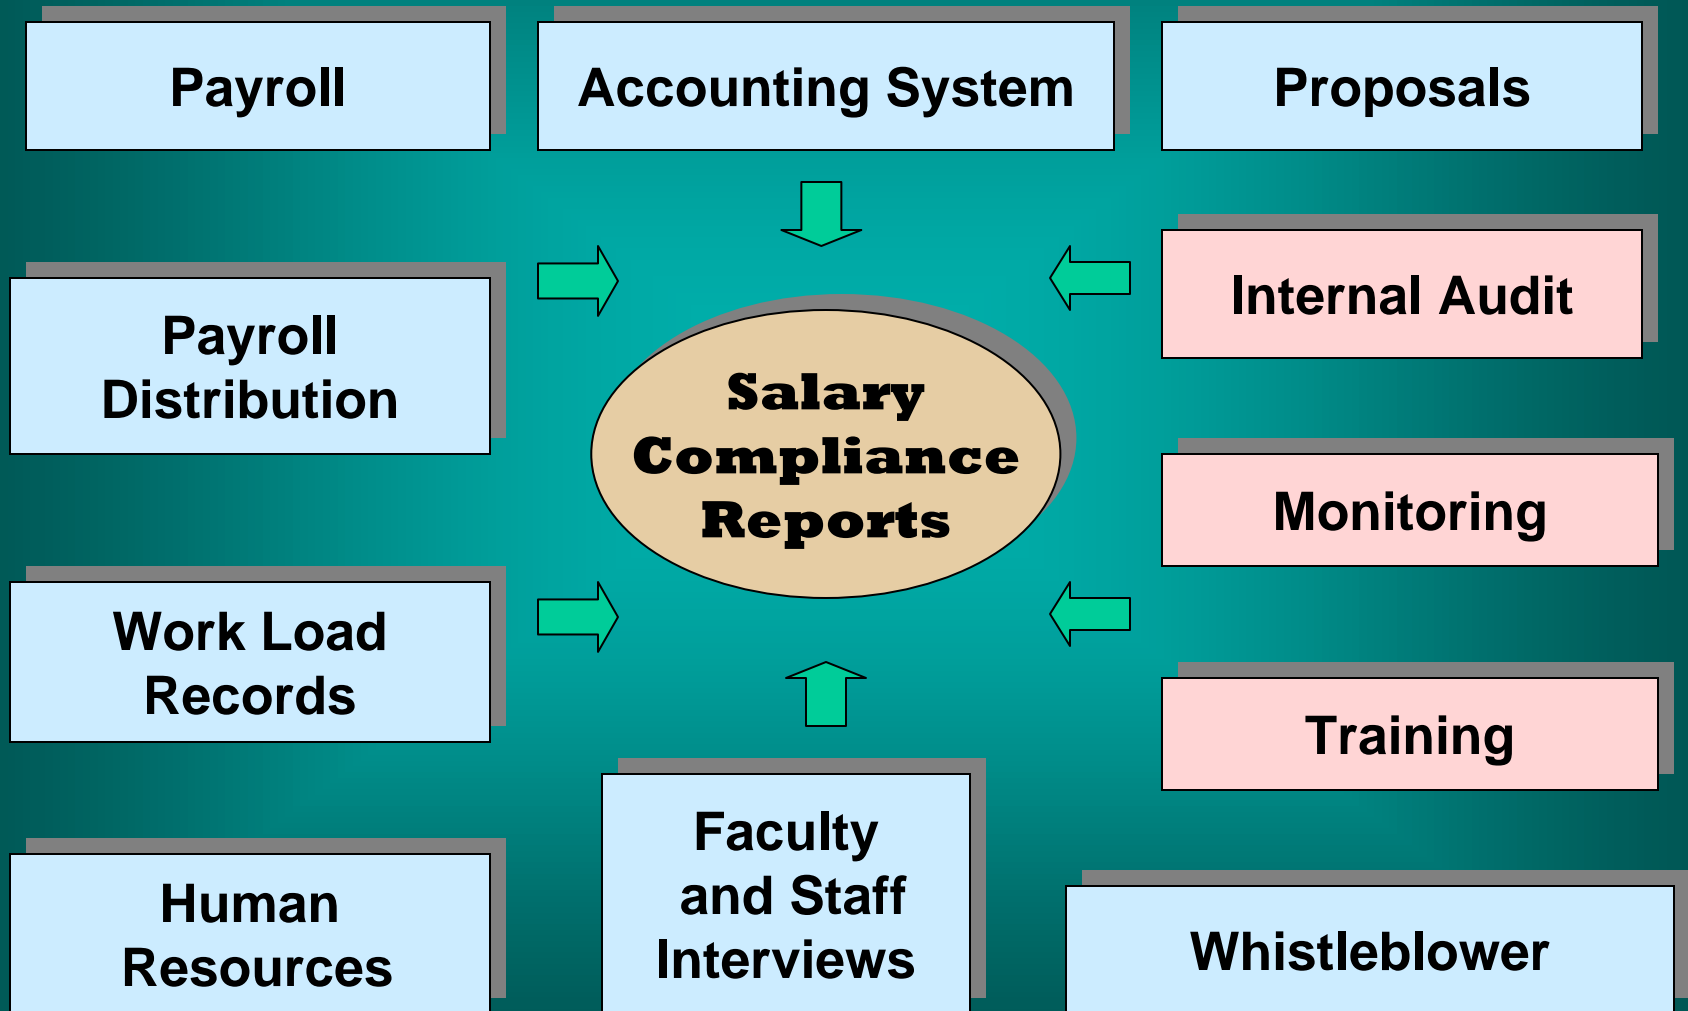 Payroll
Accounting System
Proposals
Internal Audit
Payroll
Distribution
Salary
Compliance
Reports
Monitoring
Work Load
Records
Training
Faculty
and Staff
Interviews
Human
Resources
Whistleblower